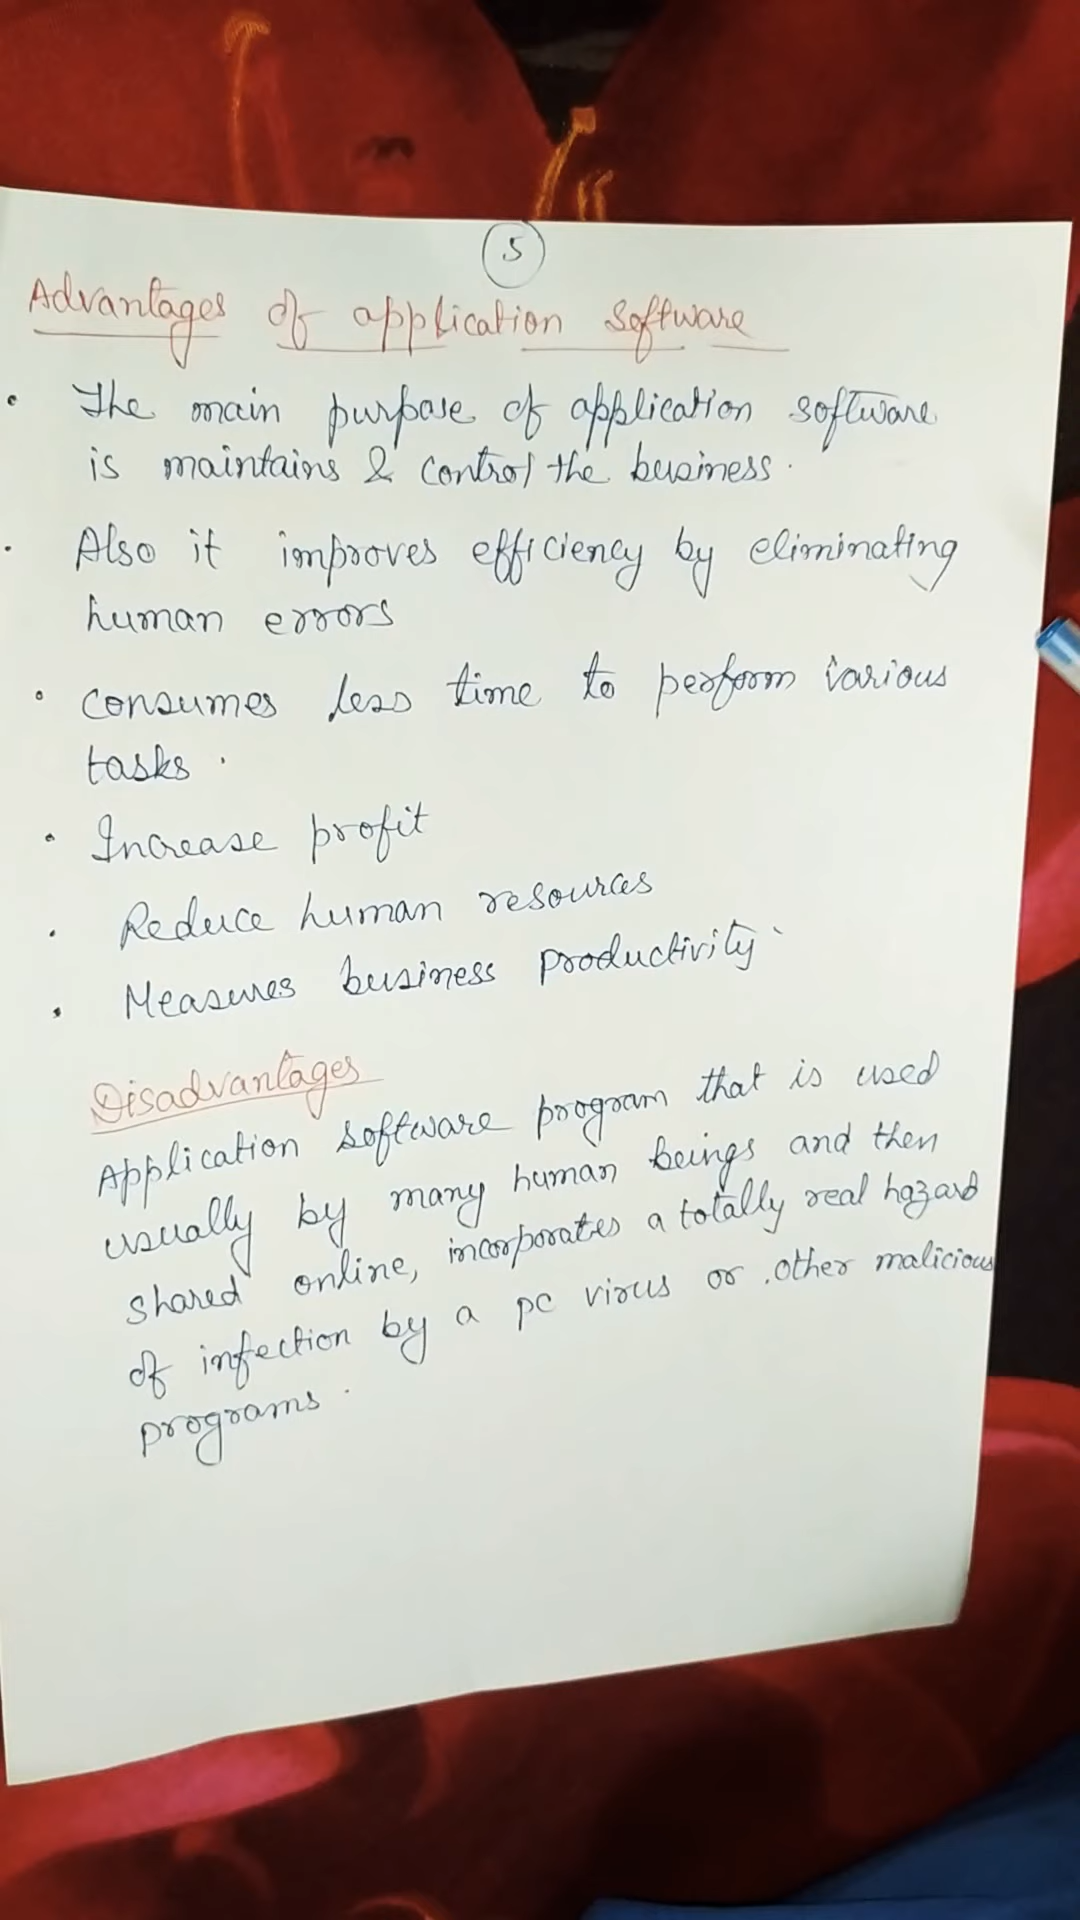 5
Advantages of application software
• The main purpose of application software
is maintains & control the business.
• Also it improves efficiency by eliminating
human errors
• consumes less time to perform various
tasks.
• Increase profit
• Reduce human resources
• Measures business productivity.
Disadvantages
Application software program that is used
usually by many human beings and then
shared online, incorporates a totally real hazard
of infection by a pc virus or other malicious
programs.